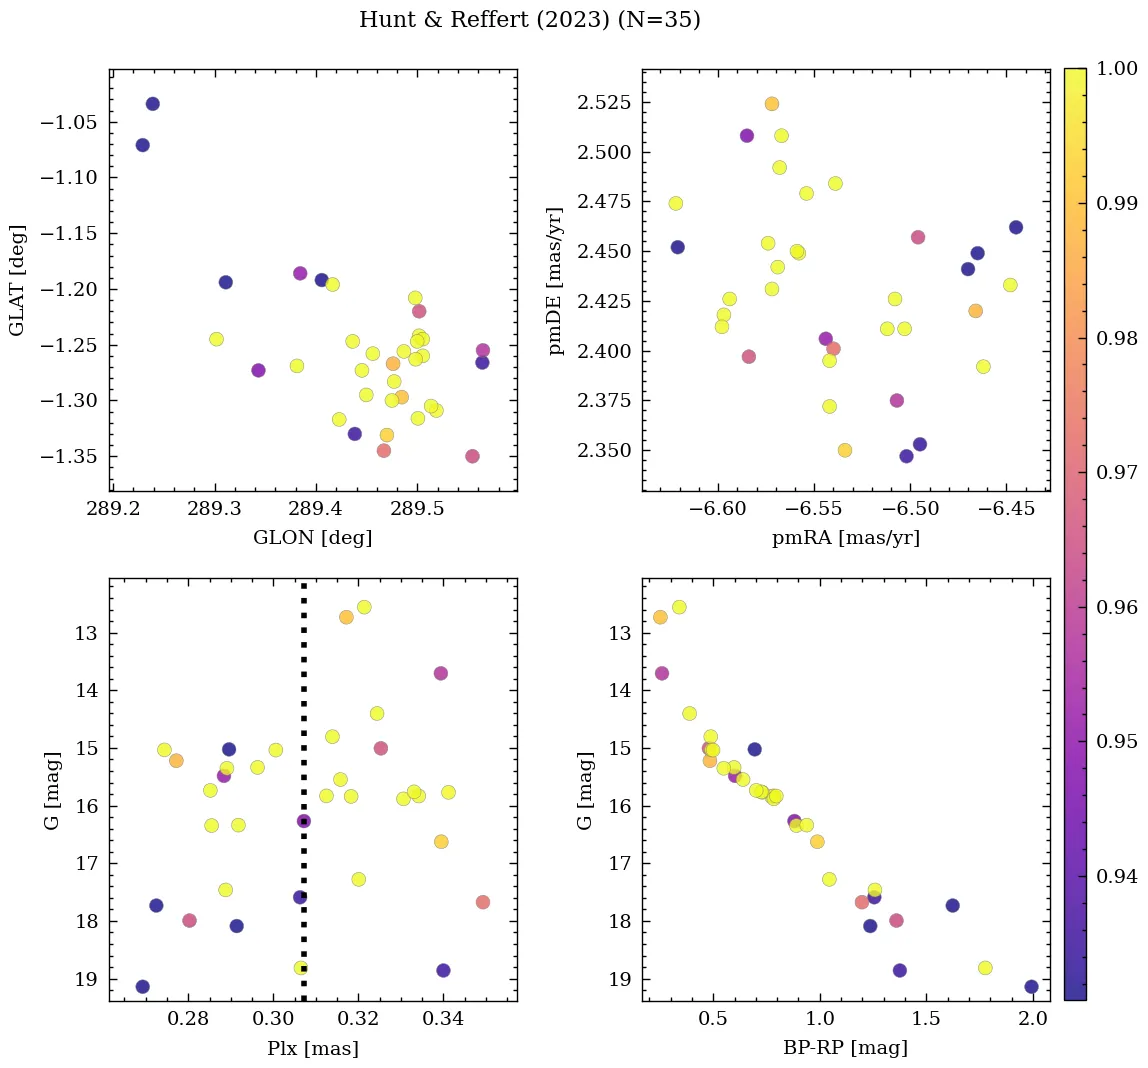 Hunt & Reffert (2023) (N=35)
−1.05
−1.10
−1.15
−1.20
−1.25
−1.30
−1.35
GLAT [deg]
289.2 289.3 289.4 289.5
GLON [deg]
2.525
2.500
2.475
2.450
2.425
2.400
2.375
2.350
pmDE [mas/yr]
−6.60 −6.55 −6.50 −6.45
pmRA [mas/yr]
13
14
15
16
17
18
19
G [mag]
0.28 0.30 0.32 0.34
Plx [mas]
13
14
15
16
17
18
19
G [mag]
0.5 1.0 1.5 2.0
BP-RP [mag]
1.00
0.99
0.98
0.97
0.96
0.95
0.94